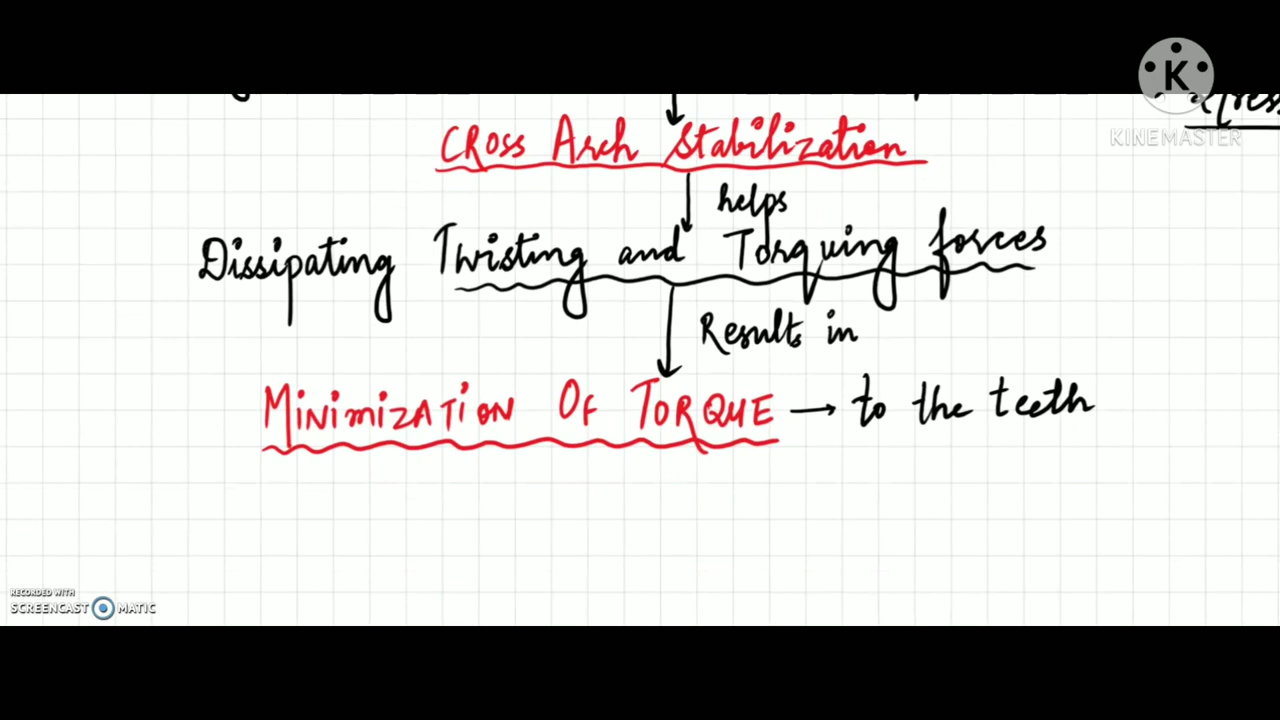 K
KINEMASTER
CROSS Arch Stabilization
helps
Dissipating Twisting and Torquing forces
Results in
MINIMIZATION OF TORQUE → to the teeth
RECORDED WITH
SCREENCAST MATIC